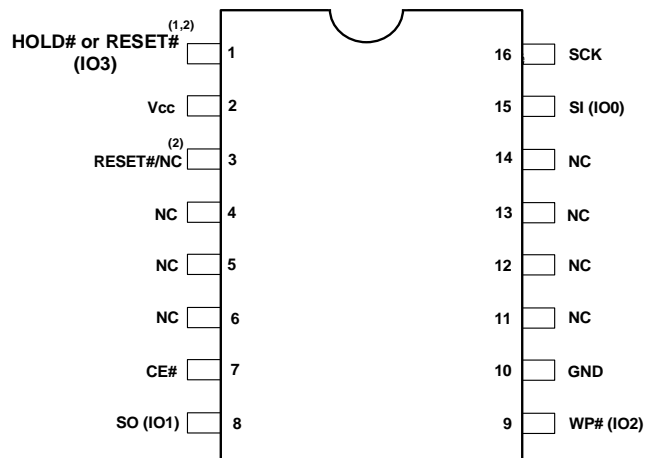 (1,2)
HOLD# or RESET# 1 16 SCK
(IO3)
Vcc 2 15 SI (IO0)
(2)
RESET#/NC 3 14 NC
NC 4 13 NC
NC 5 12 NC
NC 6 11 NC
CE# 7 10 GND
SO (IO1) 8 9 WP# (IO2)